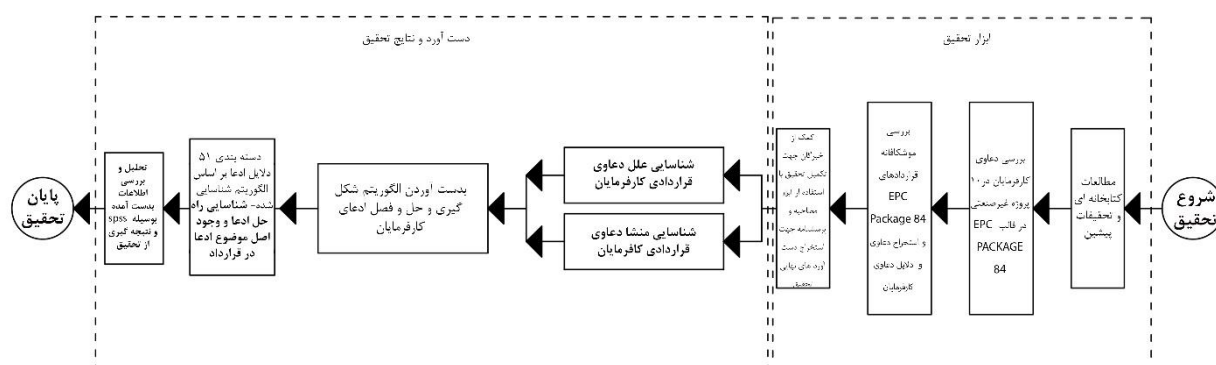 ابزار تحقیق
دست آورد و نتایج تحقیق
شروع
تحقیق
مطالعات
کتابخانه ای
و تحقیقات
پیشین
بررسی دعاوی
کارفرمایان در ۱۰
پروژه غیرصنعتی
در قالب EPC
PACKAGE
84
بررسی
موشکافانه
قراردادهای
EPC
Package 84
و استخراج دعاوی
و دلایل دعاوی
کارفرمایان
کمک از
خبرگان جهت
تکمیل تحقیق با
استفاده از ابزه
مصاحبه و
پرسشنامه جهت
استخراج دست
آورد های نهایی
تحقیق
شناسایی علل دعاوی
قراردادی کارفرمایان
شناسایی منشا دعاوی
قراردادی کافرمایان
بدست آوردن الگوریتم شکل
گیری و حل و فصل ادعای
کارفرمایان
دسته بندی ۵۱
دلایل ادعا بر اساس
الگوریتم شناسایی
شده- شناسایی راه
حل ادعا و وجود
اصل موضوع ادعا
در قرارداد
تحلیل و
بررسی
اطلاعات
بدست آمده
بوسیله spss
و نتیجه گیری
از تحقیق
پایان
تحقیق